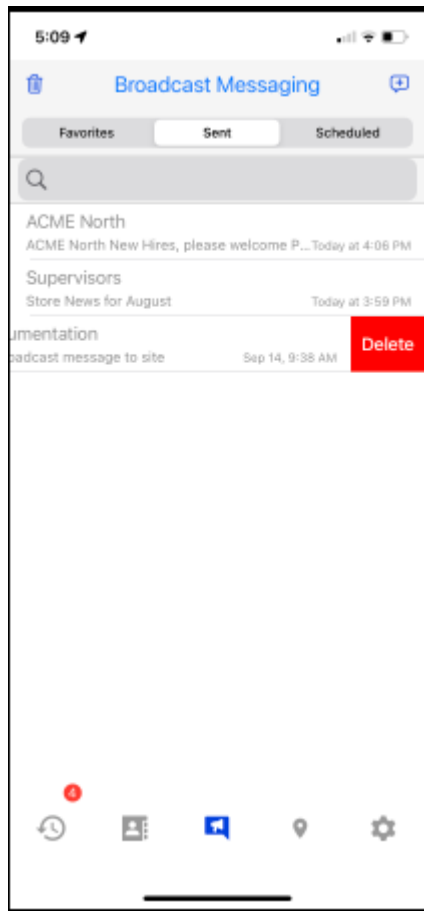 5:09
Broadcast Messaging
Favorites Sent Scheduled
ACME North
ACME North New Hires, please welcome P... Today at 4:06 PM
Supervisors
Store News for August Today at 3:59 PM
umentation
oadcast message to site Sep 14, 9:38 AM
Delete
4